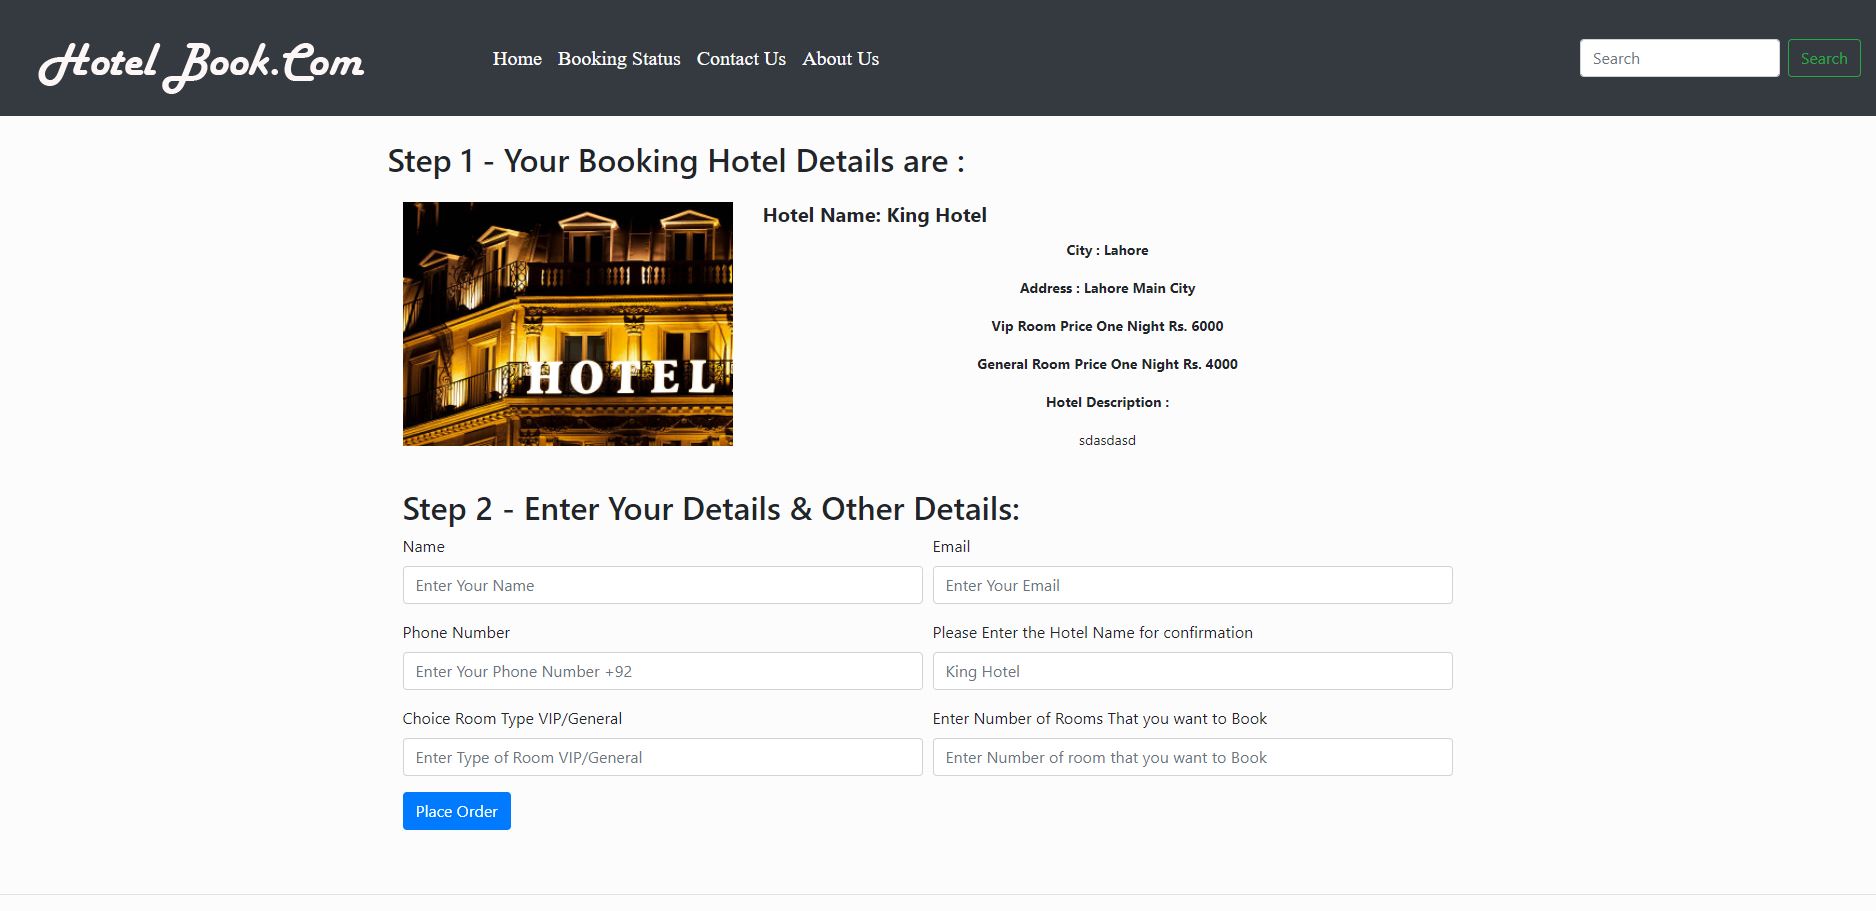 Hotel Book.Com
Home Booking Status Contact Us About Us
Search Search
Step 1 - Your Booking Hotel Details are :
HOTEL
Hotel Name: King Hotel
City : Lahore
Address : Lahore Main City
Vip Room Price One Night Rs. 6000
General Room Price One Night Rs. 4000
Hotel Description :
sdasdasd
Step 2 - Enter Your Details & Other Details:
Name Email
Enter Your Name Enter Your Email
Phone Number Please Enter the Hotel Name for confirmation
Enter Your Phone Number +92 King Hotel
Choice Room Type VIP/General Enter Number of Rooms That you want to Book
Enter Type of Room VIP/General Enter Number of room that you want to Book
Place Order